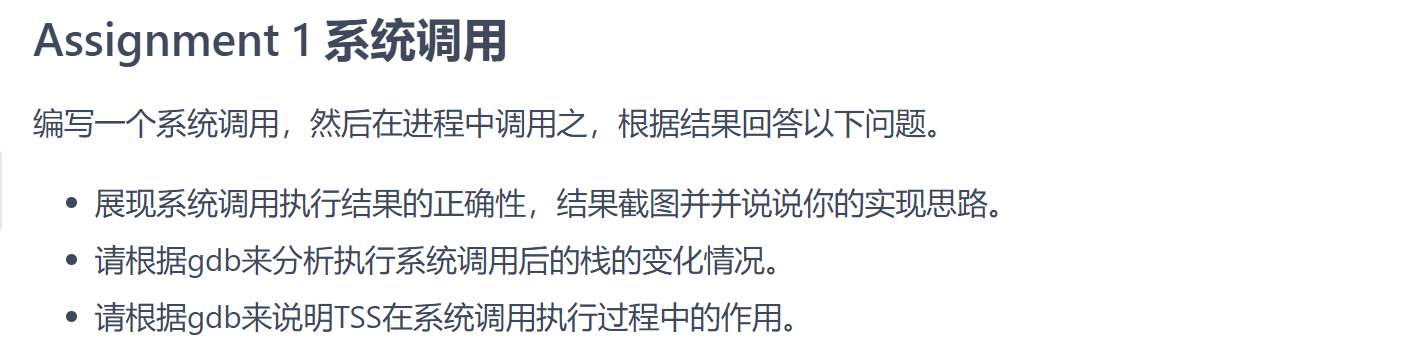 Assignment 1 系统调用
编写一个系统调用，然后在进程中调用之，根据结果回答以下问题。
展现系统调用执行结果的正确性，结果截图并并说说你的实现思路。
请根据gdb来分析执行系统调用后的栈的变化情况。
请根据gdb来说明TSS在系统调用执行过程中的作用。